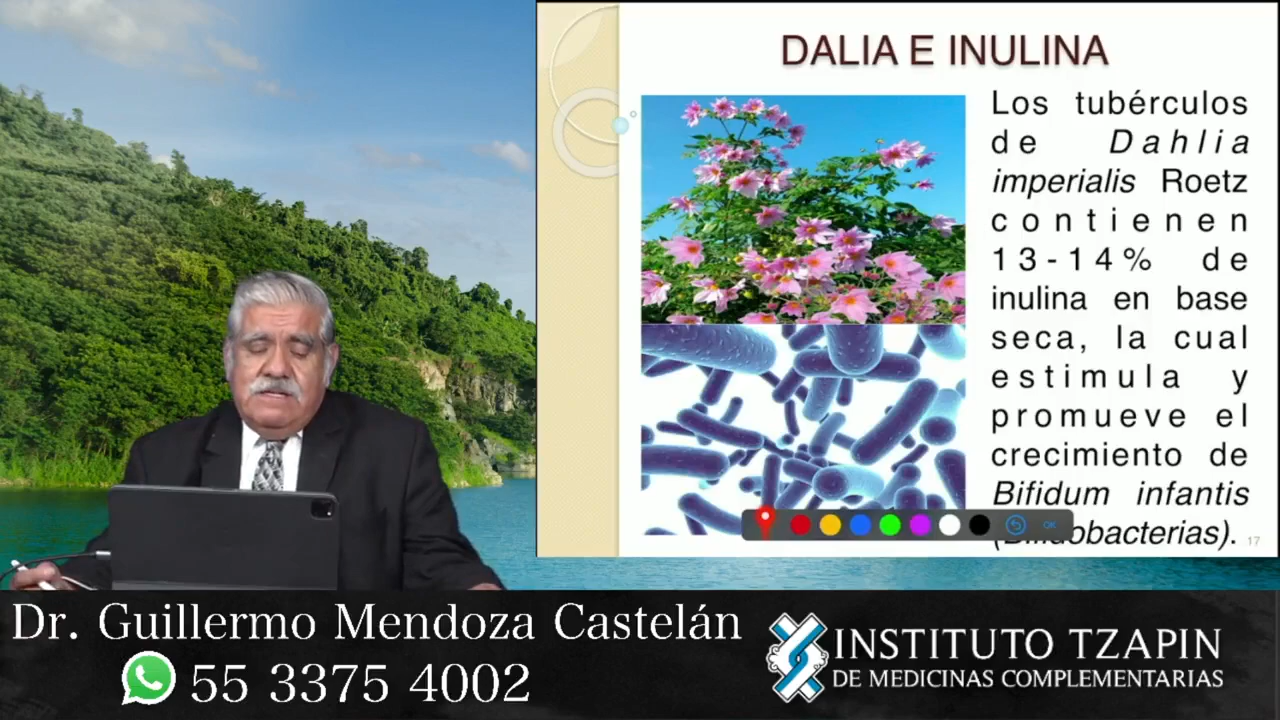 DALIA E INULINA
Los tubérculos
de Dahlia
imperialis Roetz
contienen
13-14% de
inulina en base
seca, la cual
estimula y
promueve el
crecimiento de
Bifidum infantis
(Bifidobacterias).
OK
17
Dr. Guillermo Mendoza Castelán
55 3375 4002
INSTITUTO TZAPIN
DE MEDICINAS COMPLEMENTARIAS